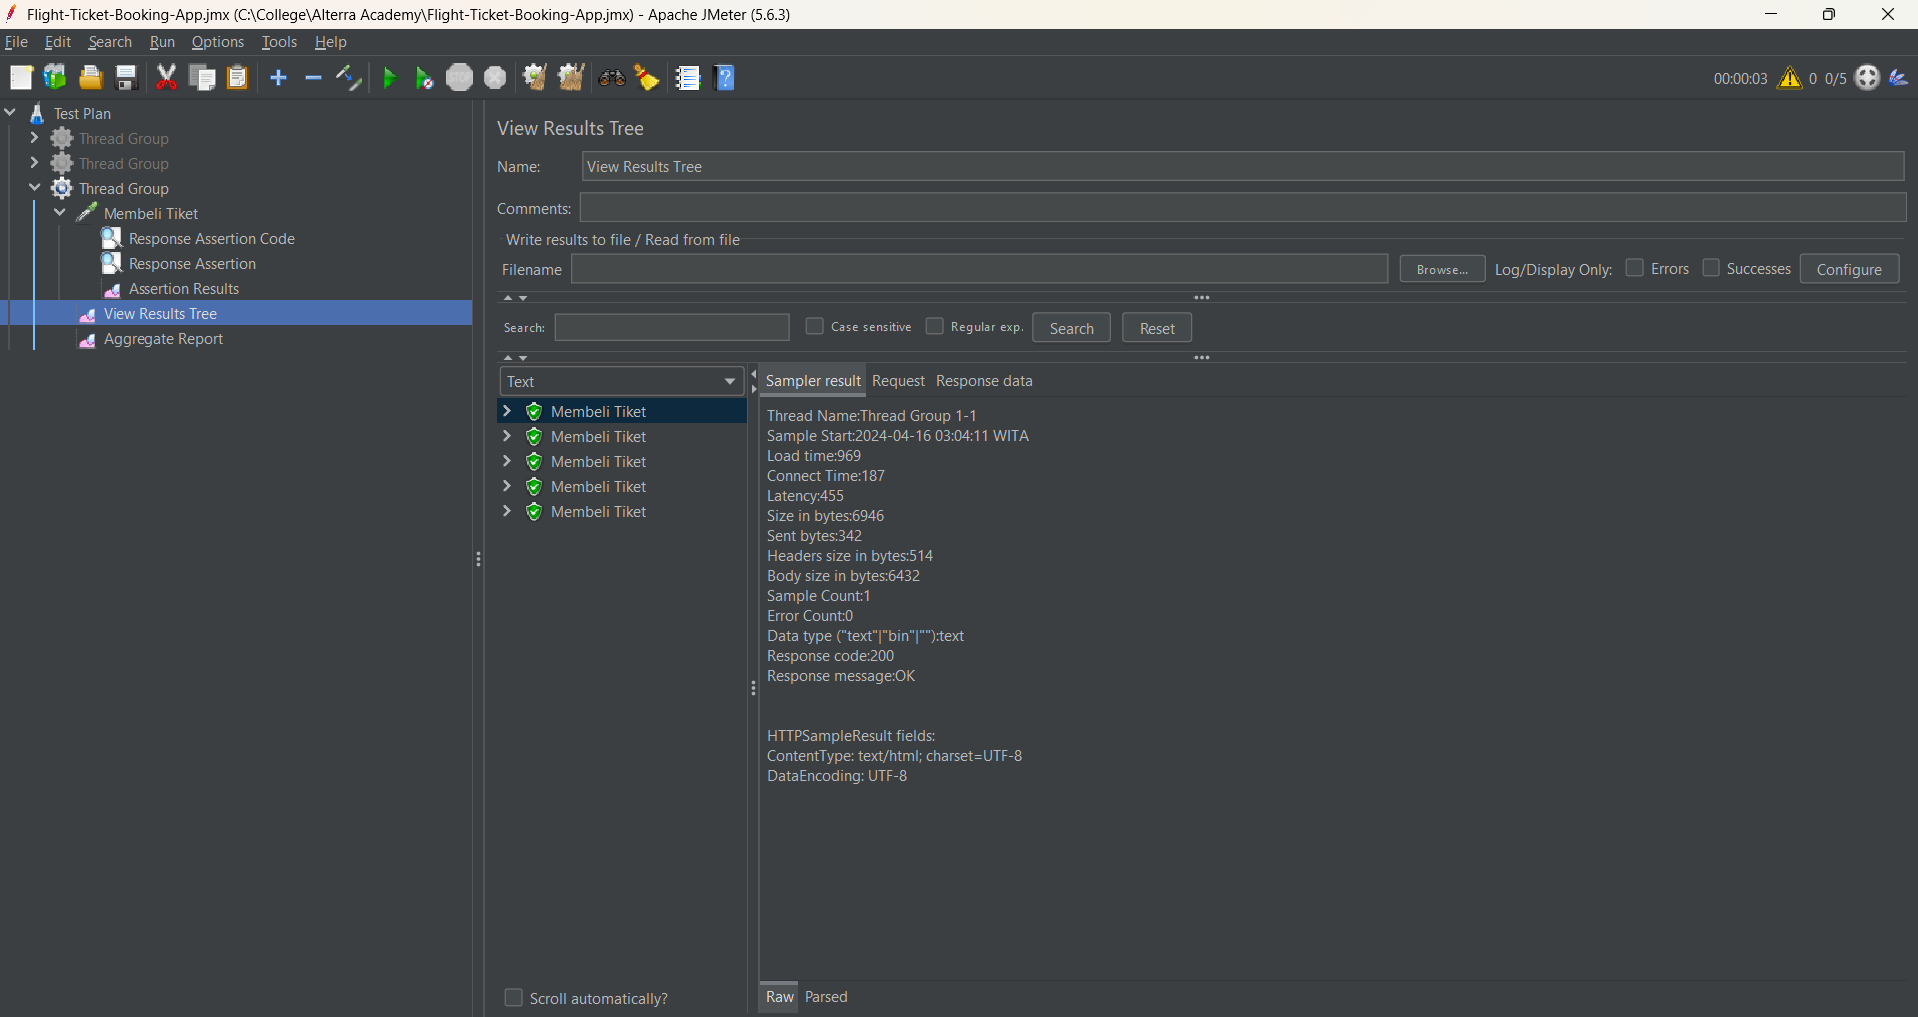 Flight-Ticket-Booking-App.jmx (C:\College\Alterra Academy\Flight-Ticket-Booking-App.jmx) - Apache JMeter (5.6.3)
File Edit Search Run Options Tools Help
STOP
00:00:03 0 0/5
Test Plan
Thread Group
Thread Group
Thread Group
Membeli Tiket
Response Assertion Code
Response Assertion
Assertion Results
View Results Tree
Aggregate Report
View Results Tree
Name: View Results Tree
Comments:
Write results to file / Read from file
Filename Browse... Log/Display Only: Errors Successes Configure
Search: Case sensitive Regular exp. Search Reset
Text
Membeli Tiket
Membeli Tiket
Membeli Tiket
Membeli Tiket
Membeli Tiket
Scroll automatically?
Sampler result Request Response data
Thread Name:Thread Group 1-1
Sample Start:2024-04-16 03:04:11 WITA
Load time:969
Connect Time:187
Latency:455
Size in bytes:6946
Sent bytes:342
Headers size in bytes:514
Body size in bytes:6432
Sample Count:1
Error Count:0
Data type ("text"|"bin"|""):text
Response code:200
Response message:OK
HTTPSampleResult fields:
ContentType: text/html; charset=UTF-8
DataEncoding: UTF-8
Raw Parsed